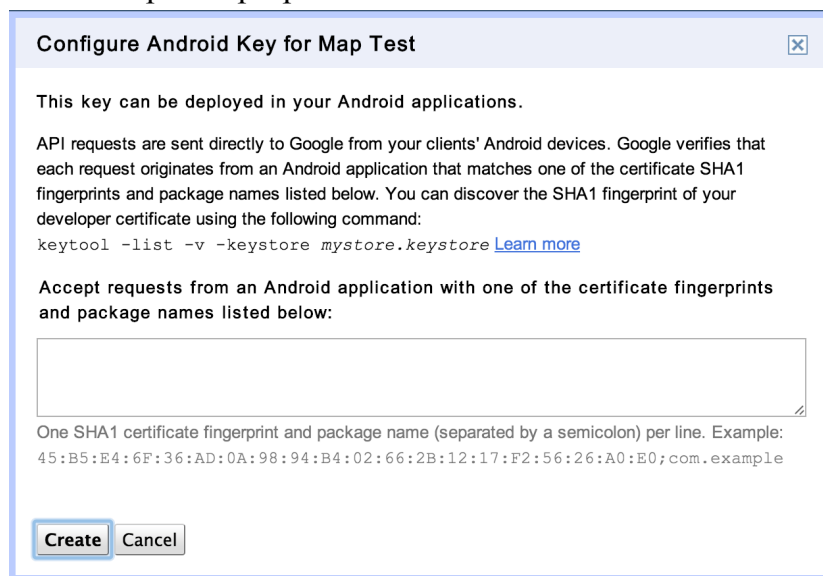 Configure Android Key for Map Test
This key can be deployed in your Android applications.
API requests are sent directly to Google from your clients' Android devices. Google verifies that
each request originates from an Android application that matches one of the certificate SHA1
fingerprints and package names listed below. You can discover the SHA1 fingerprint of your
developer certificate using the following command:
keytool -list -v -keystore mystore.keystore Learn more
Accept requests from an Android application with one of the certificate fingerprints
and package names listed below:
One SHA1 certificate fingerprint and package name (separated by a semicolon) per line. Example:
45:B5:E4:6F:36:AD:0A:98:94:B4:02:66:2B:12:17:F2:56:26:A0:E0;com.example
Create Cancel